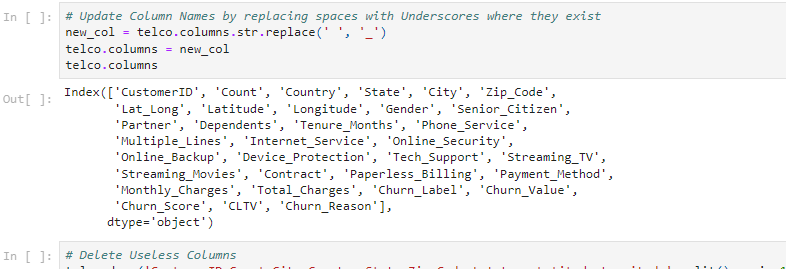 In [ ]:
# Update Column Names by replacing spaces with Underscores where they exist
new_col = telco.columns.str.replace(' ', '_')
telco.columns = new_col
telco.columns
Out[ ]:
Index(['CustomerID', 'Count', 'Country', 'State', 'City', 'Zip_Code',
'Lat_Long', 'Latitude', 'Longitude', 'Gender', 'Senior_Citizen',
'Partner', 'Dependents', 'Tenure_Months', 'Phone_Service',
'Multiple_Lines', 'Internet_Service', 'Online_Security',
'Online_Backup', 'Device_Protection', 'Tech_Support', 'Streaming_TV',
'Streaming_Movies', 'Contract', 'Paperless_Billing', 'Payment_Method',
'Monthly_Charges', 'Total_Charges', 'Churn_Label', 'Churn_Value',
'Churn_Score', 'CLTV', 'Churn_Reason'],
dtype='object')
In [ ]:
# Delete Useless Columns